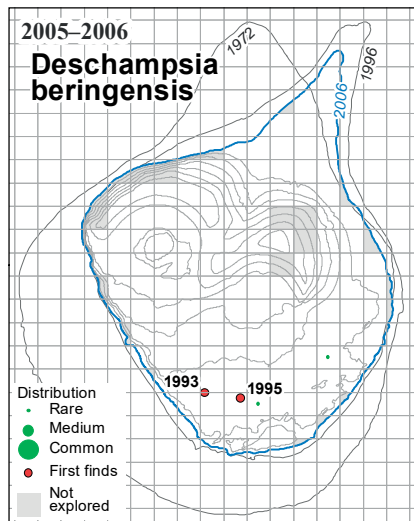 2005–2006
Deschampsia
beringensis
1972
1996
2006
1993
1995
Distribution
Rare
Medium
Common
First finds
Not
explored